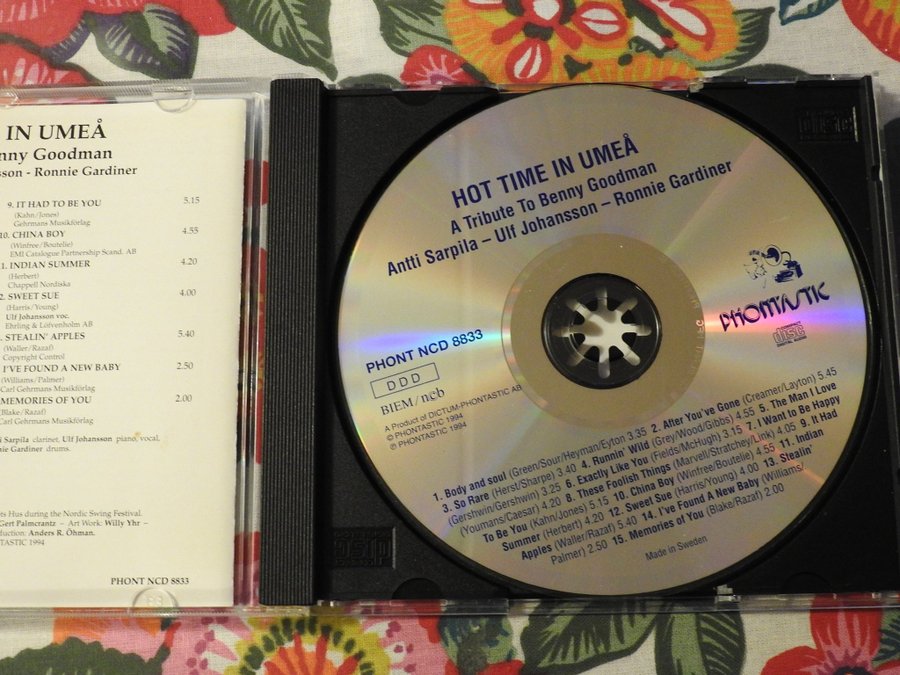 IN UMEÅ
nny Goodman
sson - Ronnie Gardiner
9. IT HAD TO BE YOU 5.15
(Kahn/Jones)
Gehrmans Musikförlag
10. CHINA BOY 4.55
(Winfree/Boutelie)
EMI Catalogue Partnership Scand. AB
1. INDIAN SUMMER 4.20
(Herbert)
Chappell Nordiska
2. SWEET SUE 4.00
(Harris/Young)
Ulf Johansson voc.
Ehrling & Löfvenholm AB
. STEALIN' APPLES 5.40
(Waller/Razaf)
Copyright Control
I'VE FOUND A NEW BABY 2.50
(Williams/Palmer)
Carl Gehrmans Musikförlag
MEMORIES OF YOU 2.00
(Blake/Razaf)
Carl Gehrmans Musikförlag
i Sarpila clarinet, Ulf Johansson piano, vocal,
nie Gardiner drums.
ts Hus during the Nordic Swing Festival.
Gert Palmcrantz – Art Work: Willy Yhr –
duction: Anders R. Öhman.
TASTIC 1994
PHONT NCD 8833
HOT TIME IN UMEÅ
A Tribute To Benny Goodman
Antti Sarpila – Ulf Johansson – Ronnie Gardiner
PHONTASTIC
COMPACT
disc
DIGITAL AUDIO
PHONT NCD 8833
DDD
BIEM/ncb
A Product of DICTUM-PHONTASTIC AB
© PHONTASTIC 1994
℗ PHONTASTIC 1994
1. Body and soul (Green/Sour/Heyman/Eyton 3.35 2. After You've Gone (Creamer/Layton) 5.45
3. So Rare (Herst/Sharpe) 3.40 4. Runnin' Wild (Grey/Wood/Gibbs) 4.55 5. The Man I Love
(Gershwin/Gershwin) 3.25 6. Exactly Like You (Fields/McHugh) 3.15 7. I Want to Be Happy
(Youmans/Caesar) 4.20 8. These Foolish Things (Marvell/Stratchey/Link) 4.05 9. It Had
To Be You (Kahn/Jones) 5.15 10. China Boy (Winfree/Boutelie) 4.55 11. Indian
Summer (Herbert) 4.20 12. Sweet Sue (Harris/Young) 4.00 13. Stealin'
Apples (Waller/Razaf) 5.40 14. I've Found A New Baby (Williams/
Palmer) 2.50 15. Memories of You (Blake/Razaf) 2.00
Made in Sweden